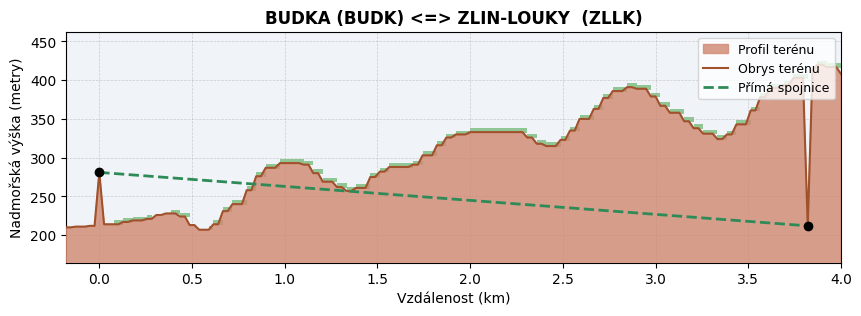 BUDKA (BUDK) <=> ZLIN-LOUKY  (ZLLK)
Profil terénu
Obrys terénu
Přímá spojnice
Nadmořská výška (metry)
450
400
350
300
250
200
0.0 0.5 1.0 1.5 2.0 2.5 3.0 3.5 4.0
Vzdálenost (km)